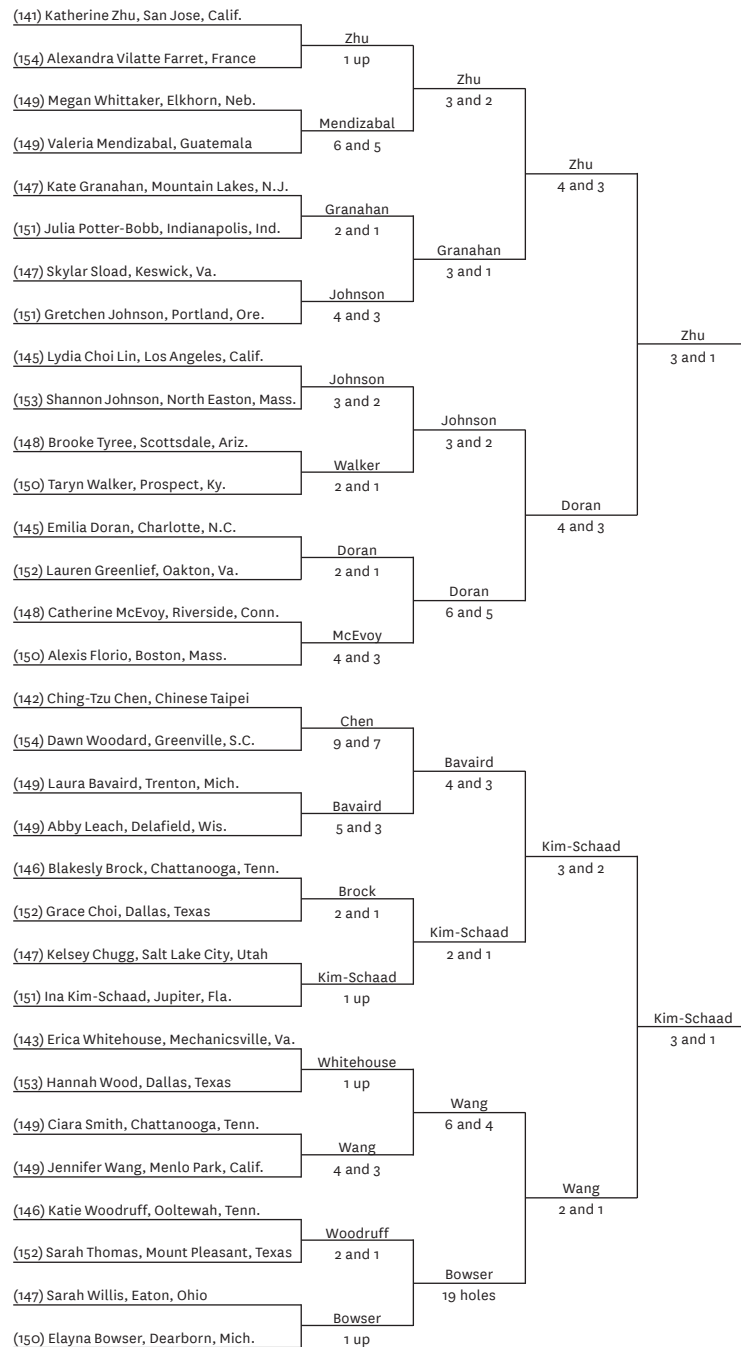 (141) Katherine Zhu, San Jose, Calif.
(154) Alexandra Vilatte Farret, France
(149) Megan Whittaker, Elkhorn, Neb.
(149) Valeria Mendizabal, Guatemala
(147) Kate Granahan, Mountain Lakes, N.J.
(151) Julia Potter-Bobb, Indianapolis, Ind.
(147) Skylar Sload, Keswick, Va.
(151) Gretchen Johnson, Portland, Ore.
(145) Lydia Choi Lin, Los Angeles, Calif.
(153) Shannon Johnson, North Easton, Mass.
(148) Brooke Tyree, Scottsdale, Ariz.
(150) Taryn Walker, Prospect, Ky.
(145) Emilia Doran, Charlotte, N.C.
(152) Lauren Greenlief, Oakton, Va.
(148) Catherine McEvoy, Riverside, Conn.
(150) Alexis Florio, Boston, Mass.
(142) Ching-Tzu Chen, Chinese Taipei
(154) Dawn Woodard, Greenville, S.C.
(149) Laura Bavaird, Trenton, Mich.
(149) Abby Leach, Delafield, Wis.
(146) Blakesly Brock, Chattanooga, Tenn.
(152) Grace Choi, Dallas, Texas
(147) Kelsey Chugg, Salt Lake City, Utah
(151) Ina Kim-Schaad, Jupiter, Fla.
(143) Erica Whitehouse, Mechanicsville, Va.
(153) Hannah Wood, Dallas, Texas
(149) Ciara Smith, Chattanooga, Tenn.
(149) Jennifer Wang, Menlo Park, Calif.
(146) Katie Woodruff, Ooltewah, Tenn.
(152) Sarah Thomas, Mount Pleasant, Texas
(147) Sarah Willis, Eaton, Ohio
(150) Elayna Bowser, Dearborn, Mich.
Zhu
1 up
Mendizabal
6 and 5
Granahan
2 and 1
Johnson
4 and 3
Johnson
3 and 2
Walker
2 and 1
Doran
2 and 1
McEvoy
4 and 3
Chen
9 and 7
Bavaird
5 and 3
Brock
2 and 1
Kim-Schaad
1 up
Whitehouse
1 up
Wang
4 and 3
Woodruff
2 and 1
Bowser
1 up
Zhu
3 and 2
Granahan
3 and 1
Johnson
3 and 2
Doran
6 and 5
Bavaird
4 and 3
Kim-Schaad
2 and 1
Wang
6 and 4
Bowser
19 holes
Zhu
4 and 3
Doran
4 and 3
Kim-Schaad
3 and 2
Wang
2 and 1
Zhu
3 and 1
Kim-Schaad
3 and 1